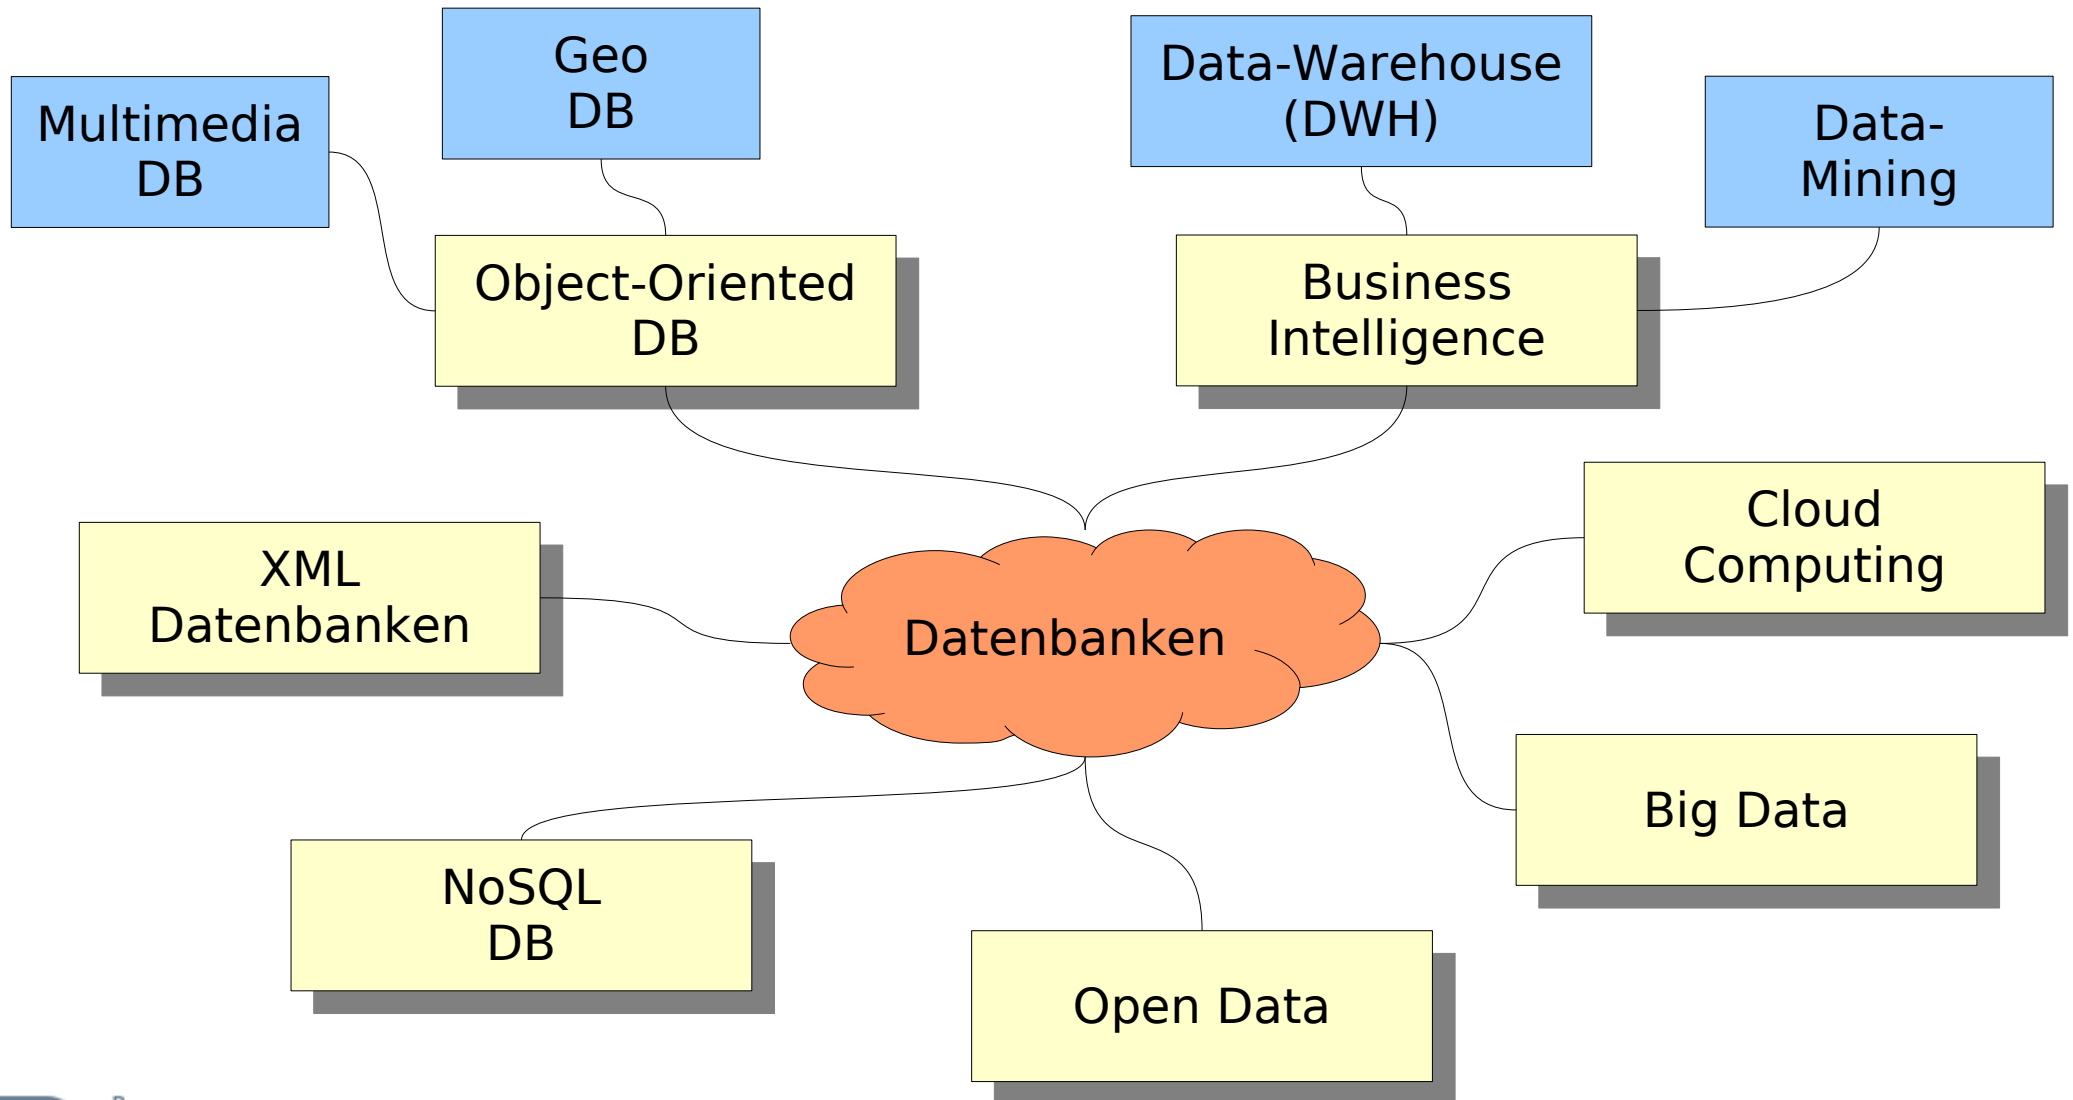 Geo
DB
Data-Warehouse
(DWH)
Multimedia
DB
Data-
Mining
Object-Oriented
DB
Business
Intelligence
Cloud
Computing
XML
Datenbanken
Datenbanken
Big Data
NoSQL
DB
Open Data